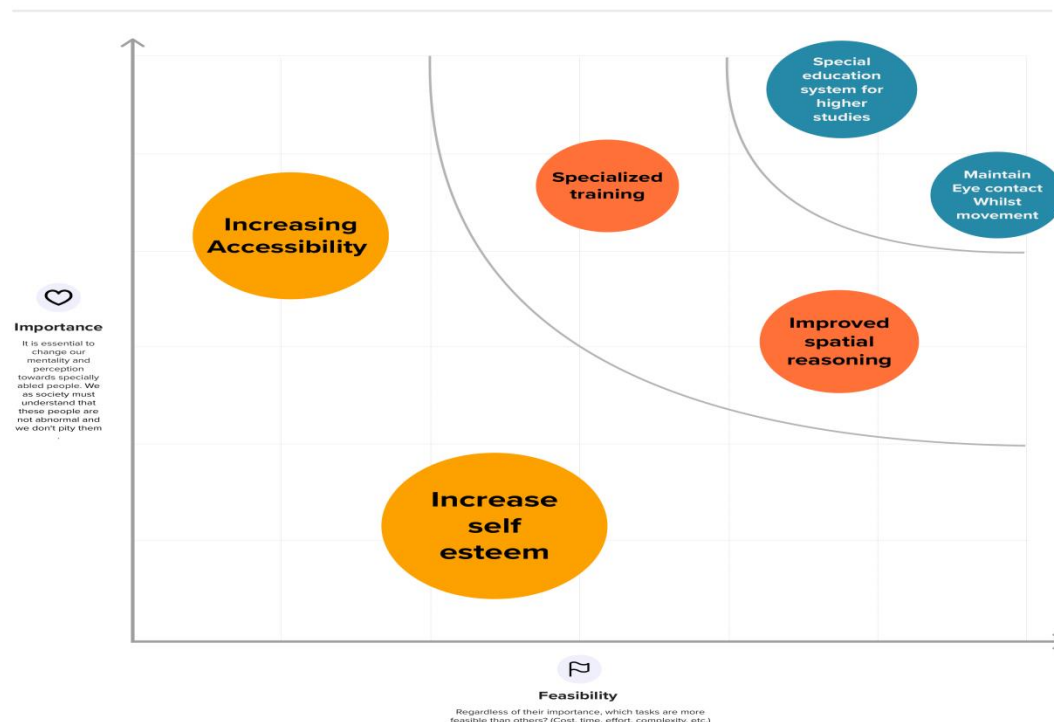 Special
education
system for
higher
studies
Specialized
training
Maintain
Eye contact
Whilst
movement
Increasing
Accessibility
Importance
It is essential to
change our
mentality and
perception
towards specially
abled people. We
as society must
understand that
these people are
not abnormal and
we don't pity them
.
Improved
spatial
reasoning
Increase
self
esteem
Feasibility
Regardless of their importance, which tasks are more
feasible than others? (Cost, time, effort, complexity, etc.)